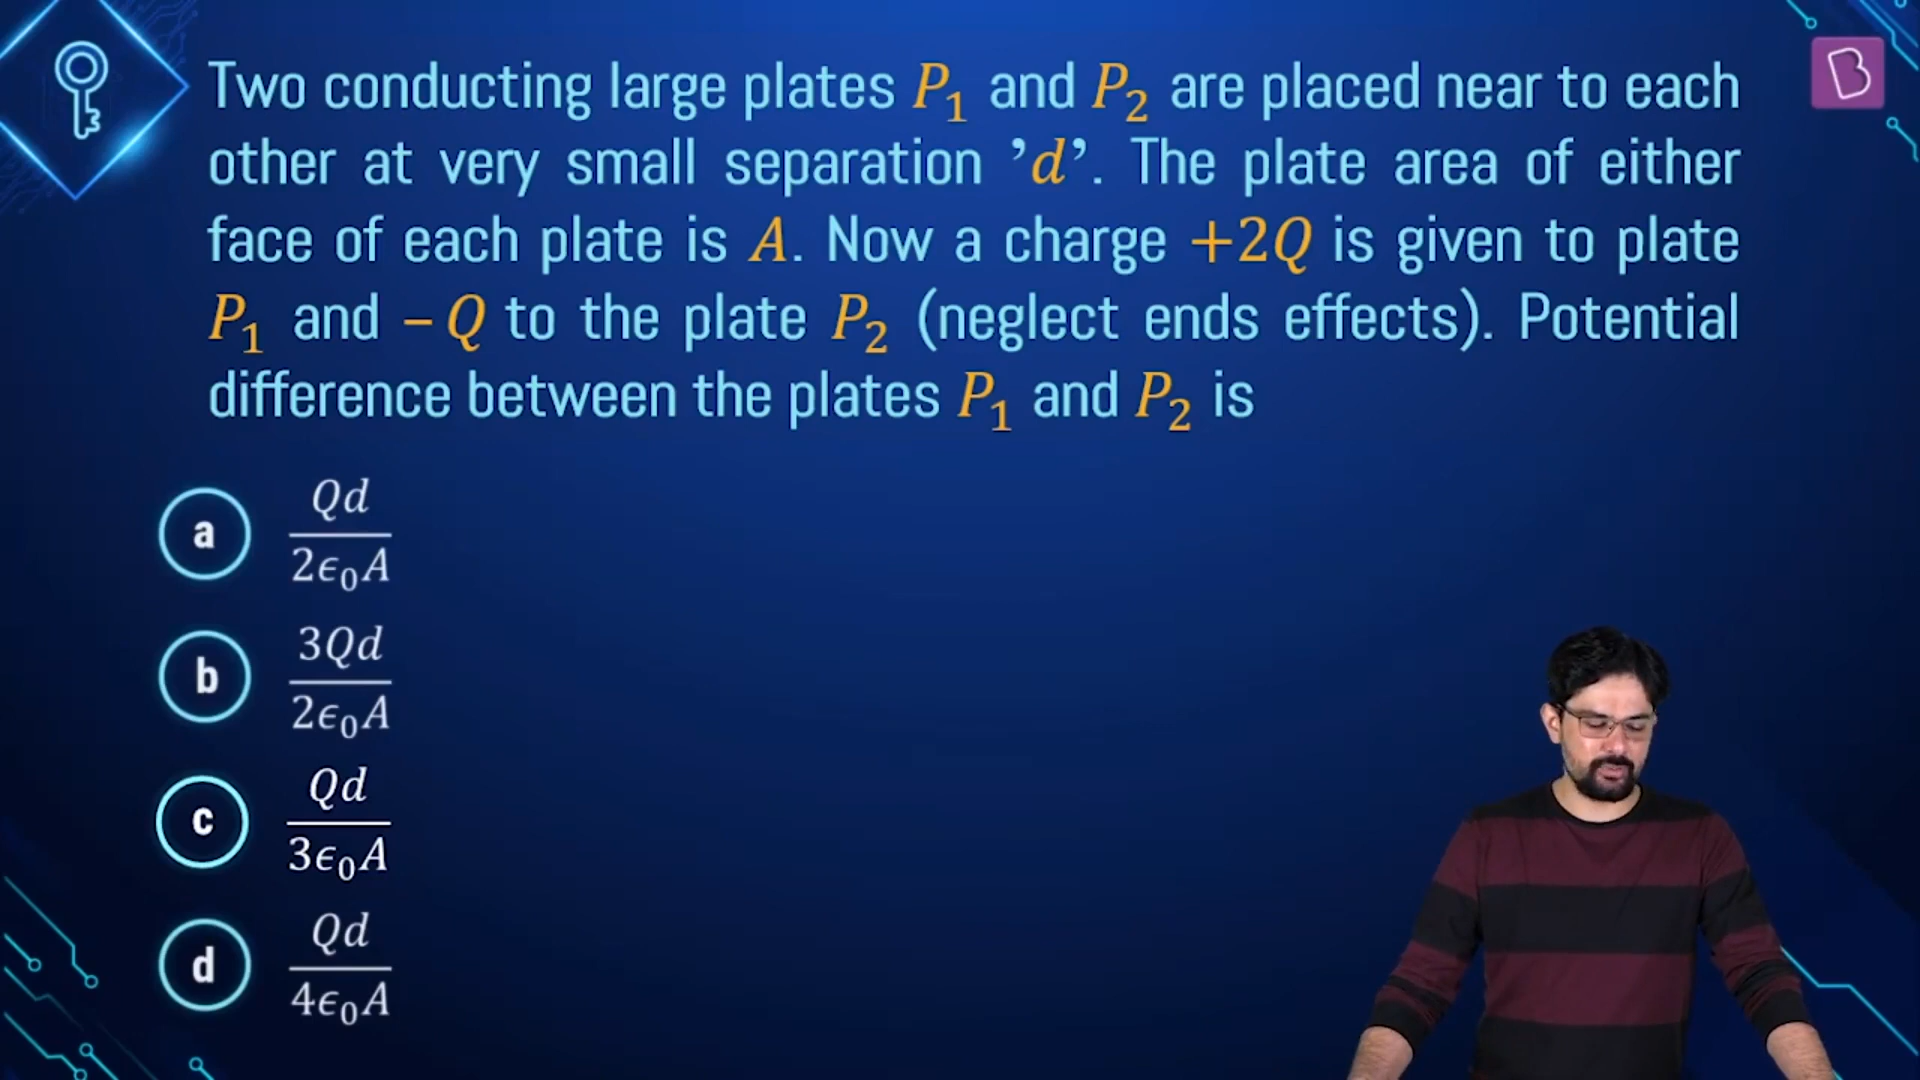 Two conducting large plates P₁ and P₂ are placed near to each
other at very small separation ’d’. The plate area of either
face of each plate is A. Now a charge +2Q is given to plate
P₁ and – Q to the plate P₂ (neglect ends effects). Potential
difference between the plates P₁ and P₂ is
a Qd/2ϵ₀A
b 3Qd/2ϵ₀A
c Qd/3ϵ₀A
d Qd/4ϵ₀A